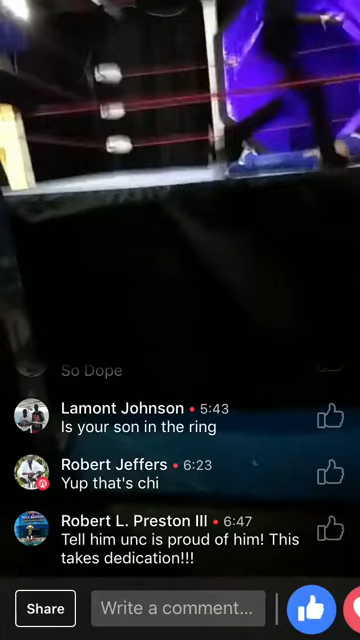 So Dope
Lamont Johnson • 5:43
Is your son in the ring
Robert Jeffers • 6:23
Yup that's chi
Robert L. Preston III • 6:47
Tell him unc is proud of him! This
takes dedication!!!
Share
Write a comment...